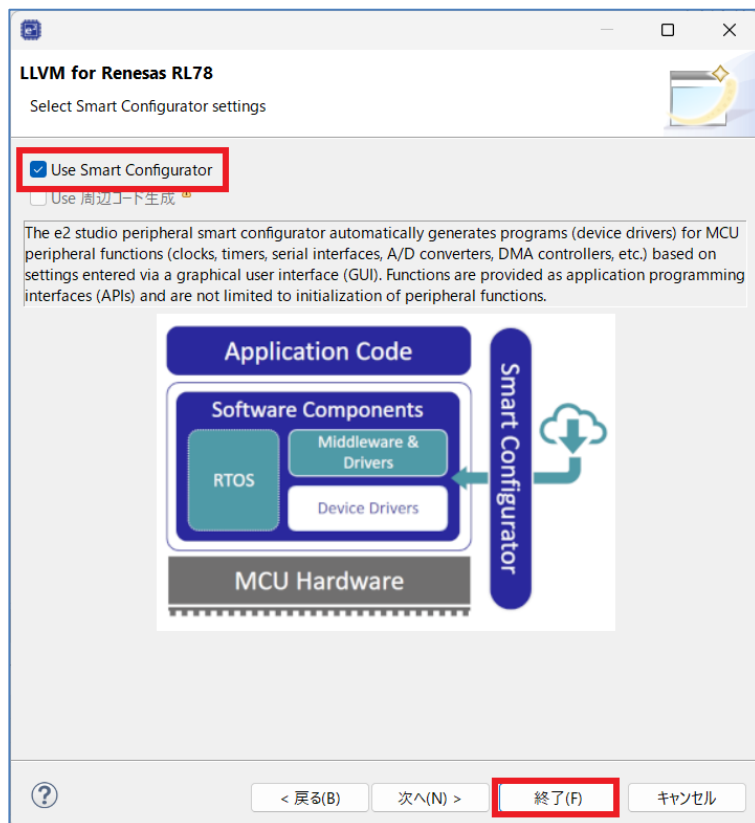 LLVM for Renesas RL78
Select Smart Configurator settings
Use Smart Configurator
Use 周辺コード生成
The e2 studio peripheral smart configurator automatically generates programs (device drivers) for MCU
peripheral functions (clocks, timers, serial interfaces, A/D converters, DMA controllers, etc.) based on
settings entered via a graphical user interface (GUI). Functions are provided as application programming
interfaces (APIs) and are not limited to initialization of peripheral functions.
Application Code
Software Components
RTOS
Middleware &
Drivers
Device Drivers
MCU Hardware
Smart Configurator
< 戻る(B)
次へ(N) >
終了(F)
キャンセル